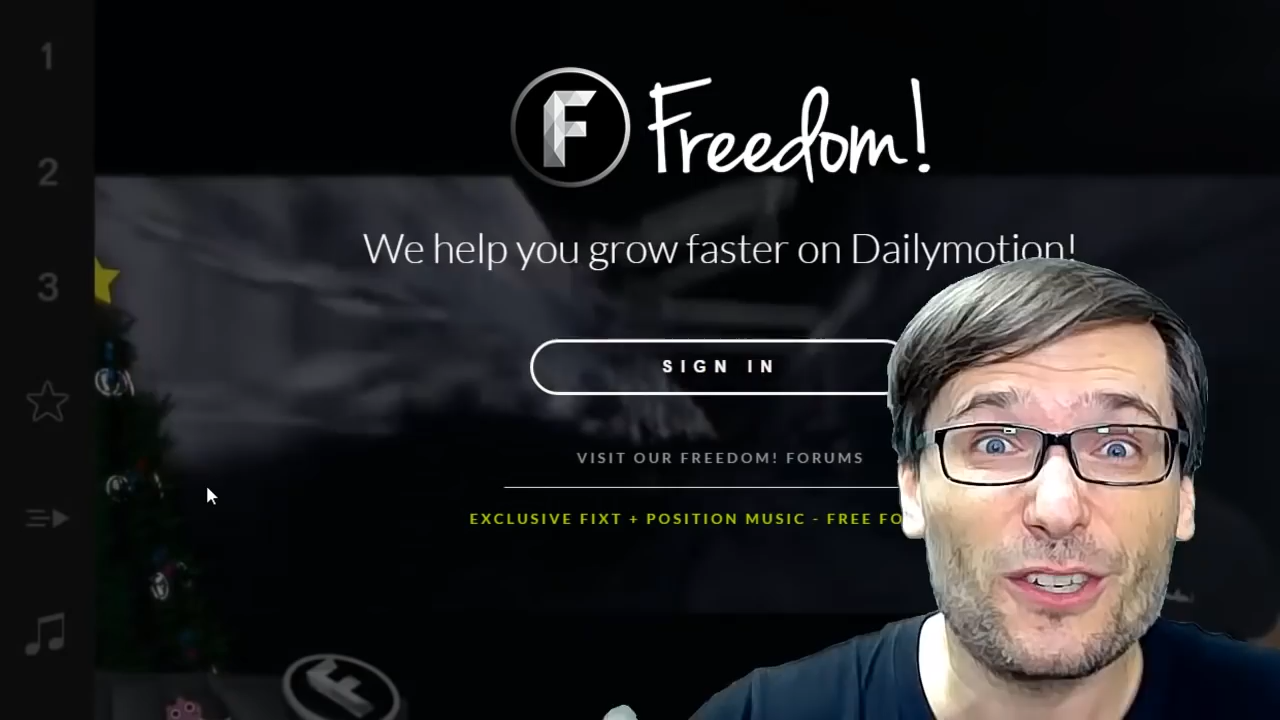 1
2
3
F Freedom!
We help you grow faster on Dailymotion!
SIGN IN
VISIT OUR FREEDOM! FORUMS
EXCLUSIVE FIXT + POSITION MUSIC - FREE FO
F